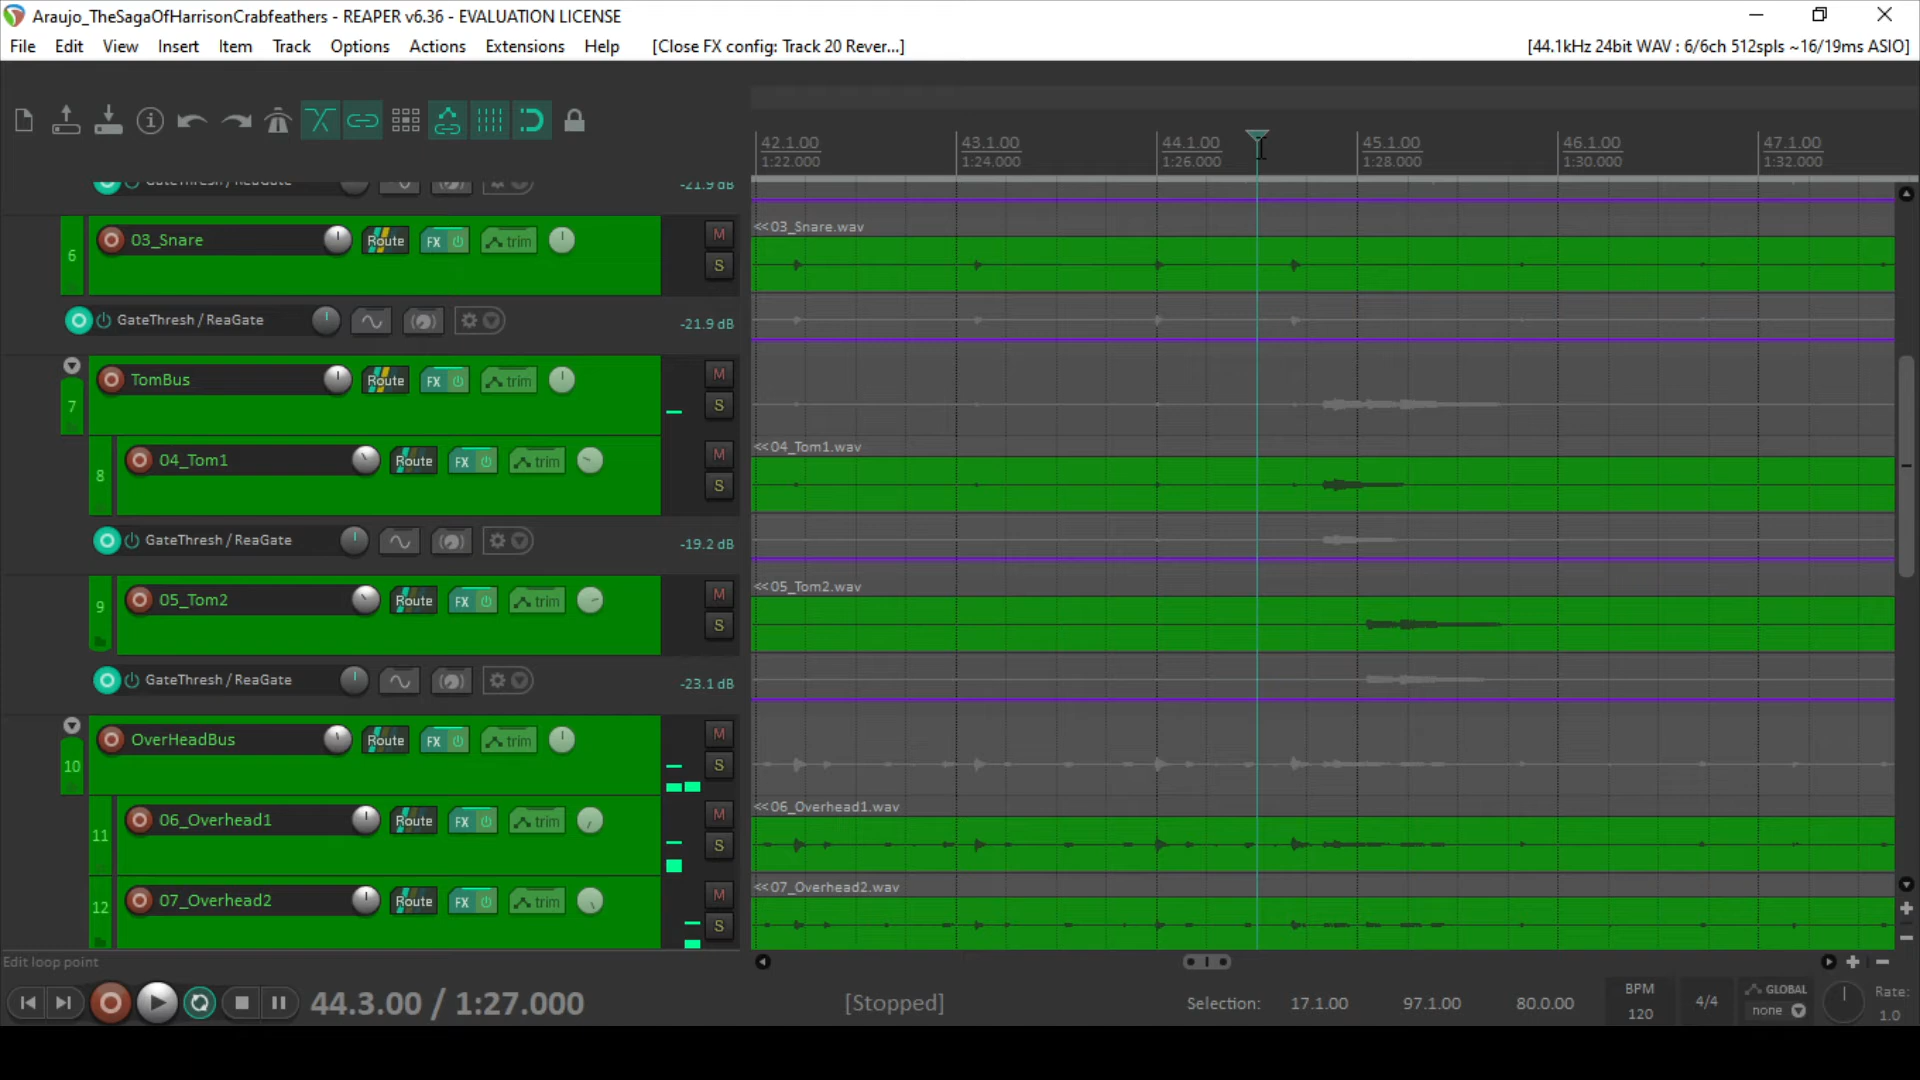 Araujo_TheSagaOfHarrisonCrabfeathers - REAPER v6.36 - EVALUATION LICENSE
File Edit View Insert Item Track Options Actions Extensions Help [Close FX config: Track 20 Rever...] [44.1kHz 24bit WAV : 6/6ch 512spls ~16/19ms ASIO]
42.1.00 43.1.00 44.1.00 45.1.00 46.1.00 47.1.00
1:22.000 1:24.000 1:26.000 1:28.000 1:30.000 1:32.000
GateThresh / ReaGate -21.9 dB
<<03_Snare.wav
6 03_Snare Route FX trim M S
GateThresh / ReaGate -21.9 dB
7 TomBus Route FX trim M S
<<04_Tom1.wav
8 04_Tom1 Route FX trim M S
GateThresh / ReaGate -19.2 dB
<<05_Tom2.wav
9 05_Tom2 Route FX trim M S
GateThresh / ReaGate -23.1 dB
10 OverHeadBus Route FX trim M S
<<06_Overhead1.wav
11 06_Overhead1 Route FX trim M S
<<07_Overhead2.wav
12 07_Overhead2 Route FX trim M S
Edit loop point
44.3.00 / 1:27.000 [Stopped] Selection: 17.1.00 97.1.00 80.0.00 BPM 120 4/4 GLOBAL none Rate: 1.0